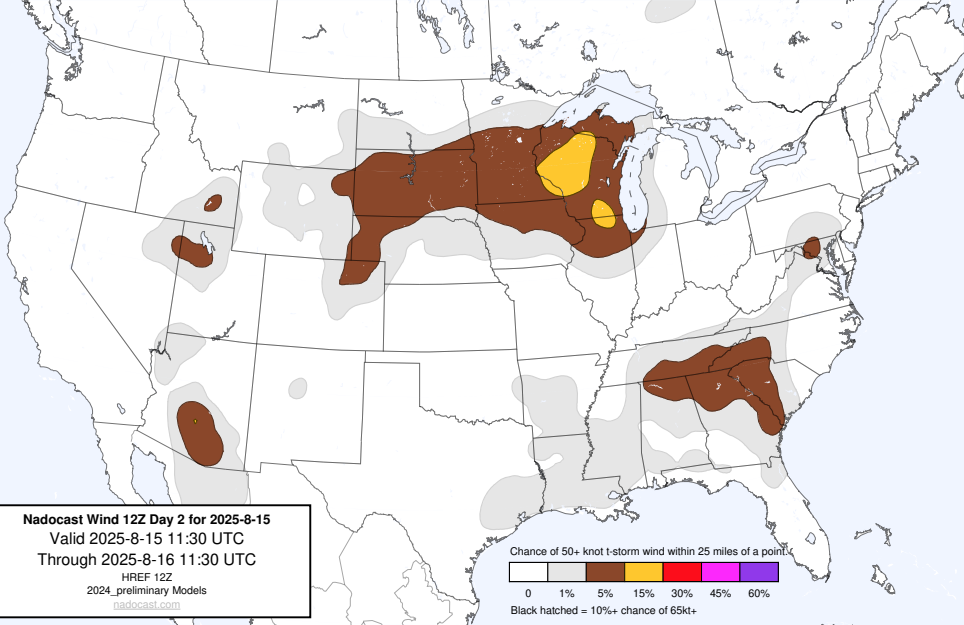 Nadocast Wind 12Z Day 2 for 2025-8-15
Valid 2025-8-15 11:30 UTC
Through 2025-8-16 11:30 UTC
HREF 12Z
2024_preliminary Models
nadocast.com
Chance of 50+ knot t-storm wind within 25 miles of a point.
0 1% 5% 15% 30% 45% 60%
Black hatched = 10%+ chance of 65kt+